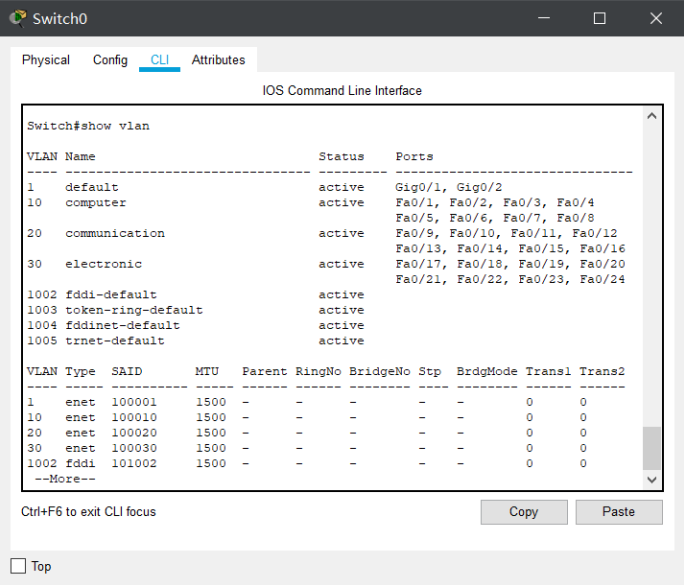 Switch0
Physical Config CLI Attributes
IOS Command Line Interface
Switch#show vlan
VLAN Name                             Status    Ports
---- -------------------------------- --------- -------------------------------
1    default                          active    Gig0/1, Gig0/2
10   computer                         active    Fa0/1, Fa0/2, Fa0/3, Fa0/4
                                                Fa0/5, Fa0/6, Fa0/7, Fa0/8
20   communication                    active    Fa0/9, Fa0/10, Fa0/11, Fa0/12
                                                Fa0/13, Fa0/14, Fa0/15, Fa0/16
30   electronic                       active    Fa0/17, Fa0/18, Fa0/19, Fa0/20
                                                Fa0/21, Fa0/22, Fa0/23, Fa0/24
1002 fddi-default                     active
1003 token-ring-default               active
1004 fddinet-default                  active
1005 trnet-default                    active
VLAN Type  SAID       MTU   Parent RingNo BridgeNo Stp  BrdgMode Trans1 Trans2
---- ----- ---------- ----- ------ ------ -------- ---- -------- ------ ------
1    enet  100001     1500  -      -      -        -    -        0      0
10   enet  100010     1500  -      -      -        -    -        0      0
20   enet  100020     1500  -      -      -        -    -        0      0
30   enet  100030     1500  -      -      -        -    -        0      0
1002 fddi  101002     1500  -      -      -        -    -        0      0
 --More--
Ctrl+F6 to exit CLI focus
Copy Paste
Top